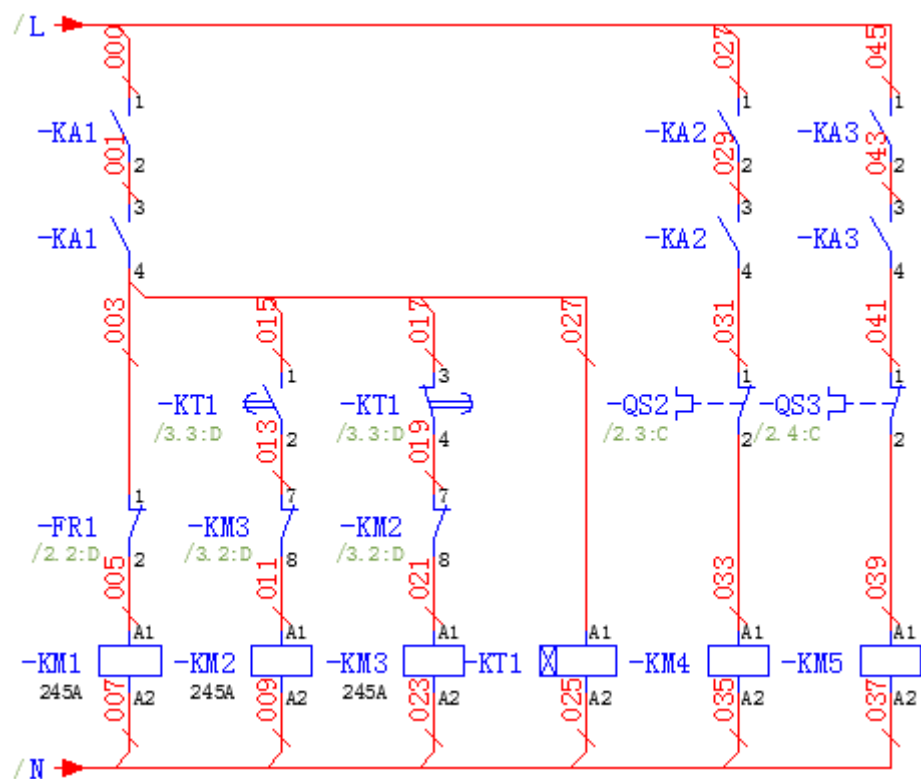 /L
000
027
045
1
1
1
-KA1
-KA2
-KA3
001
029
043
2
2
2
3
3
3
-KA1
-KA2
-KA3
4
4
4
003
015
017
027
031
041
1
3
1
1
-KT1
-KT1
-QS2
-QS3
/3.3:D
/3.3:D
/2.3:C
/2.4:C
013
019
2
4
2
2
1
7
7
-FR1
-KM3
-KM2
/2.2:D
/3.2:D
/3.2:D
2
8
8
005
011
021
033
039
A1
A1
A1
A1
A1
A1
-KM1
-KM2
-KM3
-KT1
-KM4
-KM5
245A
245A
245A
A2
A2
A2
A2
A2
A2
007
009
023
025
035
037
/N